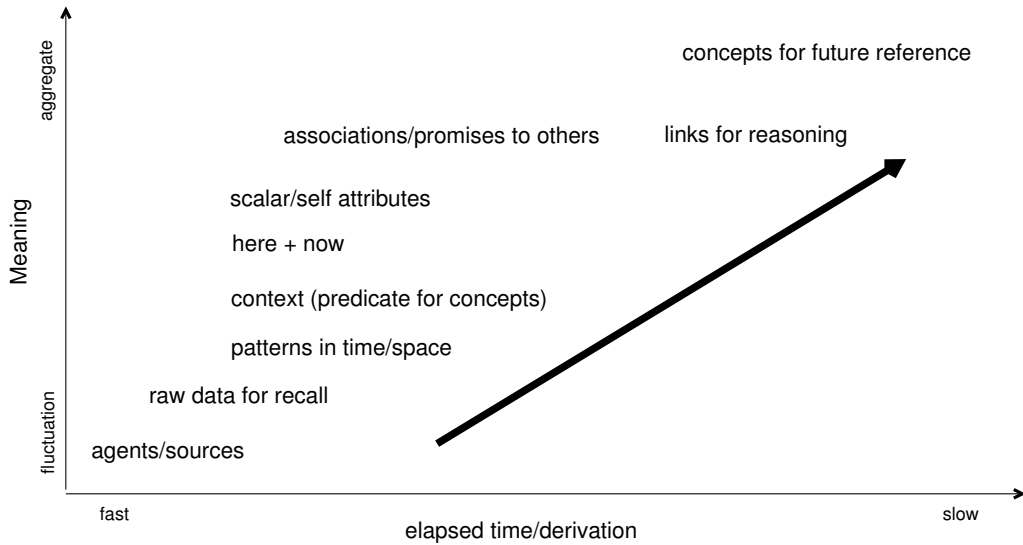 concepts for future reference
aggregate
associations/promises to others
links for reasoning
scalar/self attributes
Meaning
here + now
context (predicate for concepts)
patterns in time/space
raw data for recall
fluctuation
agents/sources
fast
slow
elapsed time/derivation